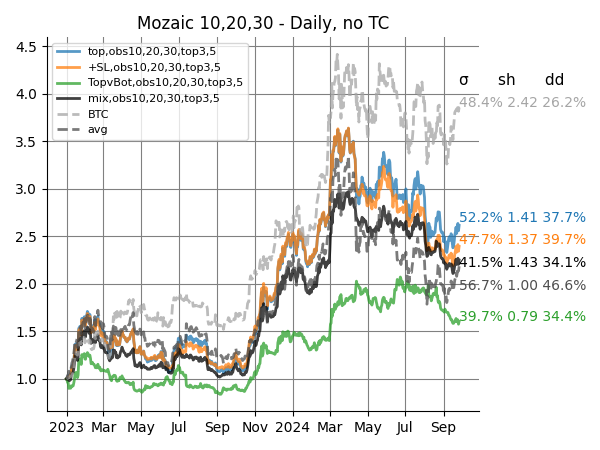 Mozaic 10,20,30 - Daily, no TC
top,obs10,20,30,top3,5
+SL,obs10,20,30,top3,5
TopvBot,obs10,20,30,top3,5
mix,obs10,20,30,top3,5
BTC
avg
σ sh dd
48.4% 2.42 26.2%
52.2% 1.41 37.7%
47.7% 1.37 39.7%
41.5% 1.43 34.1%
56.7% 1.00 46.6%
39.7% 0.79 34.4%
4.5
4.0
3.5
3.0
2.5
2.0
1.5
1.0
2023 Mar May Jul Sep Nov 2024 Mar May Jul Sep